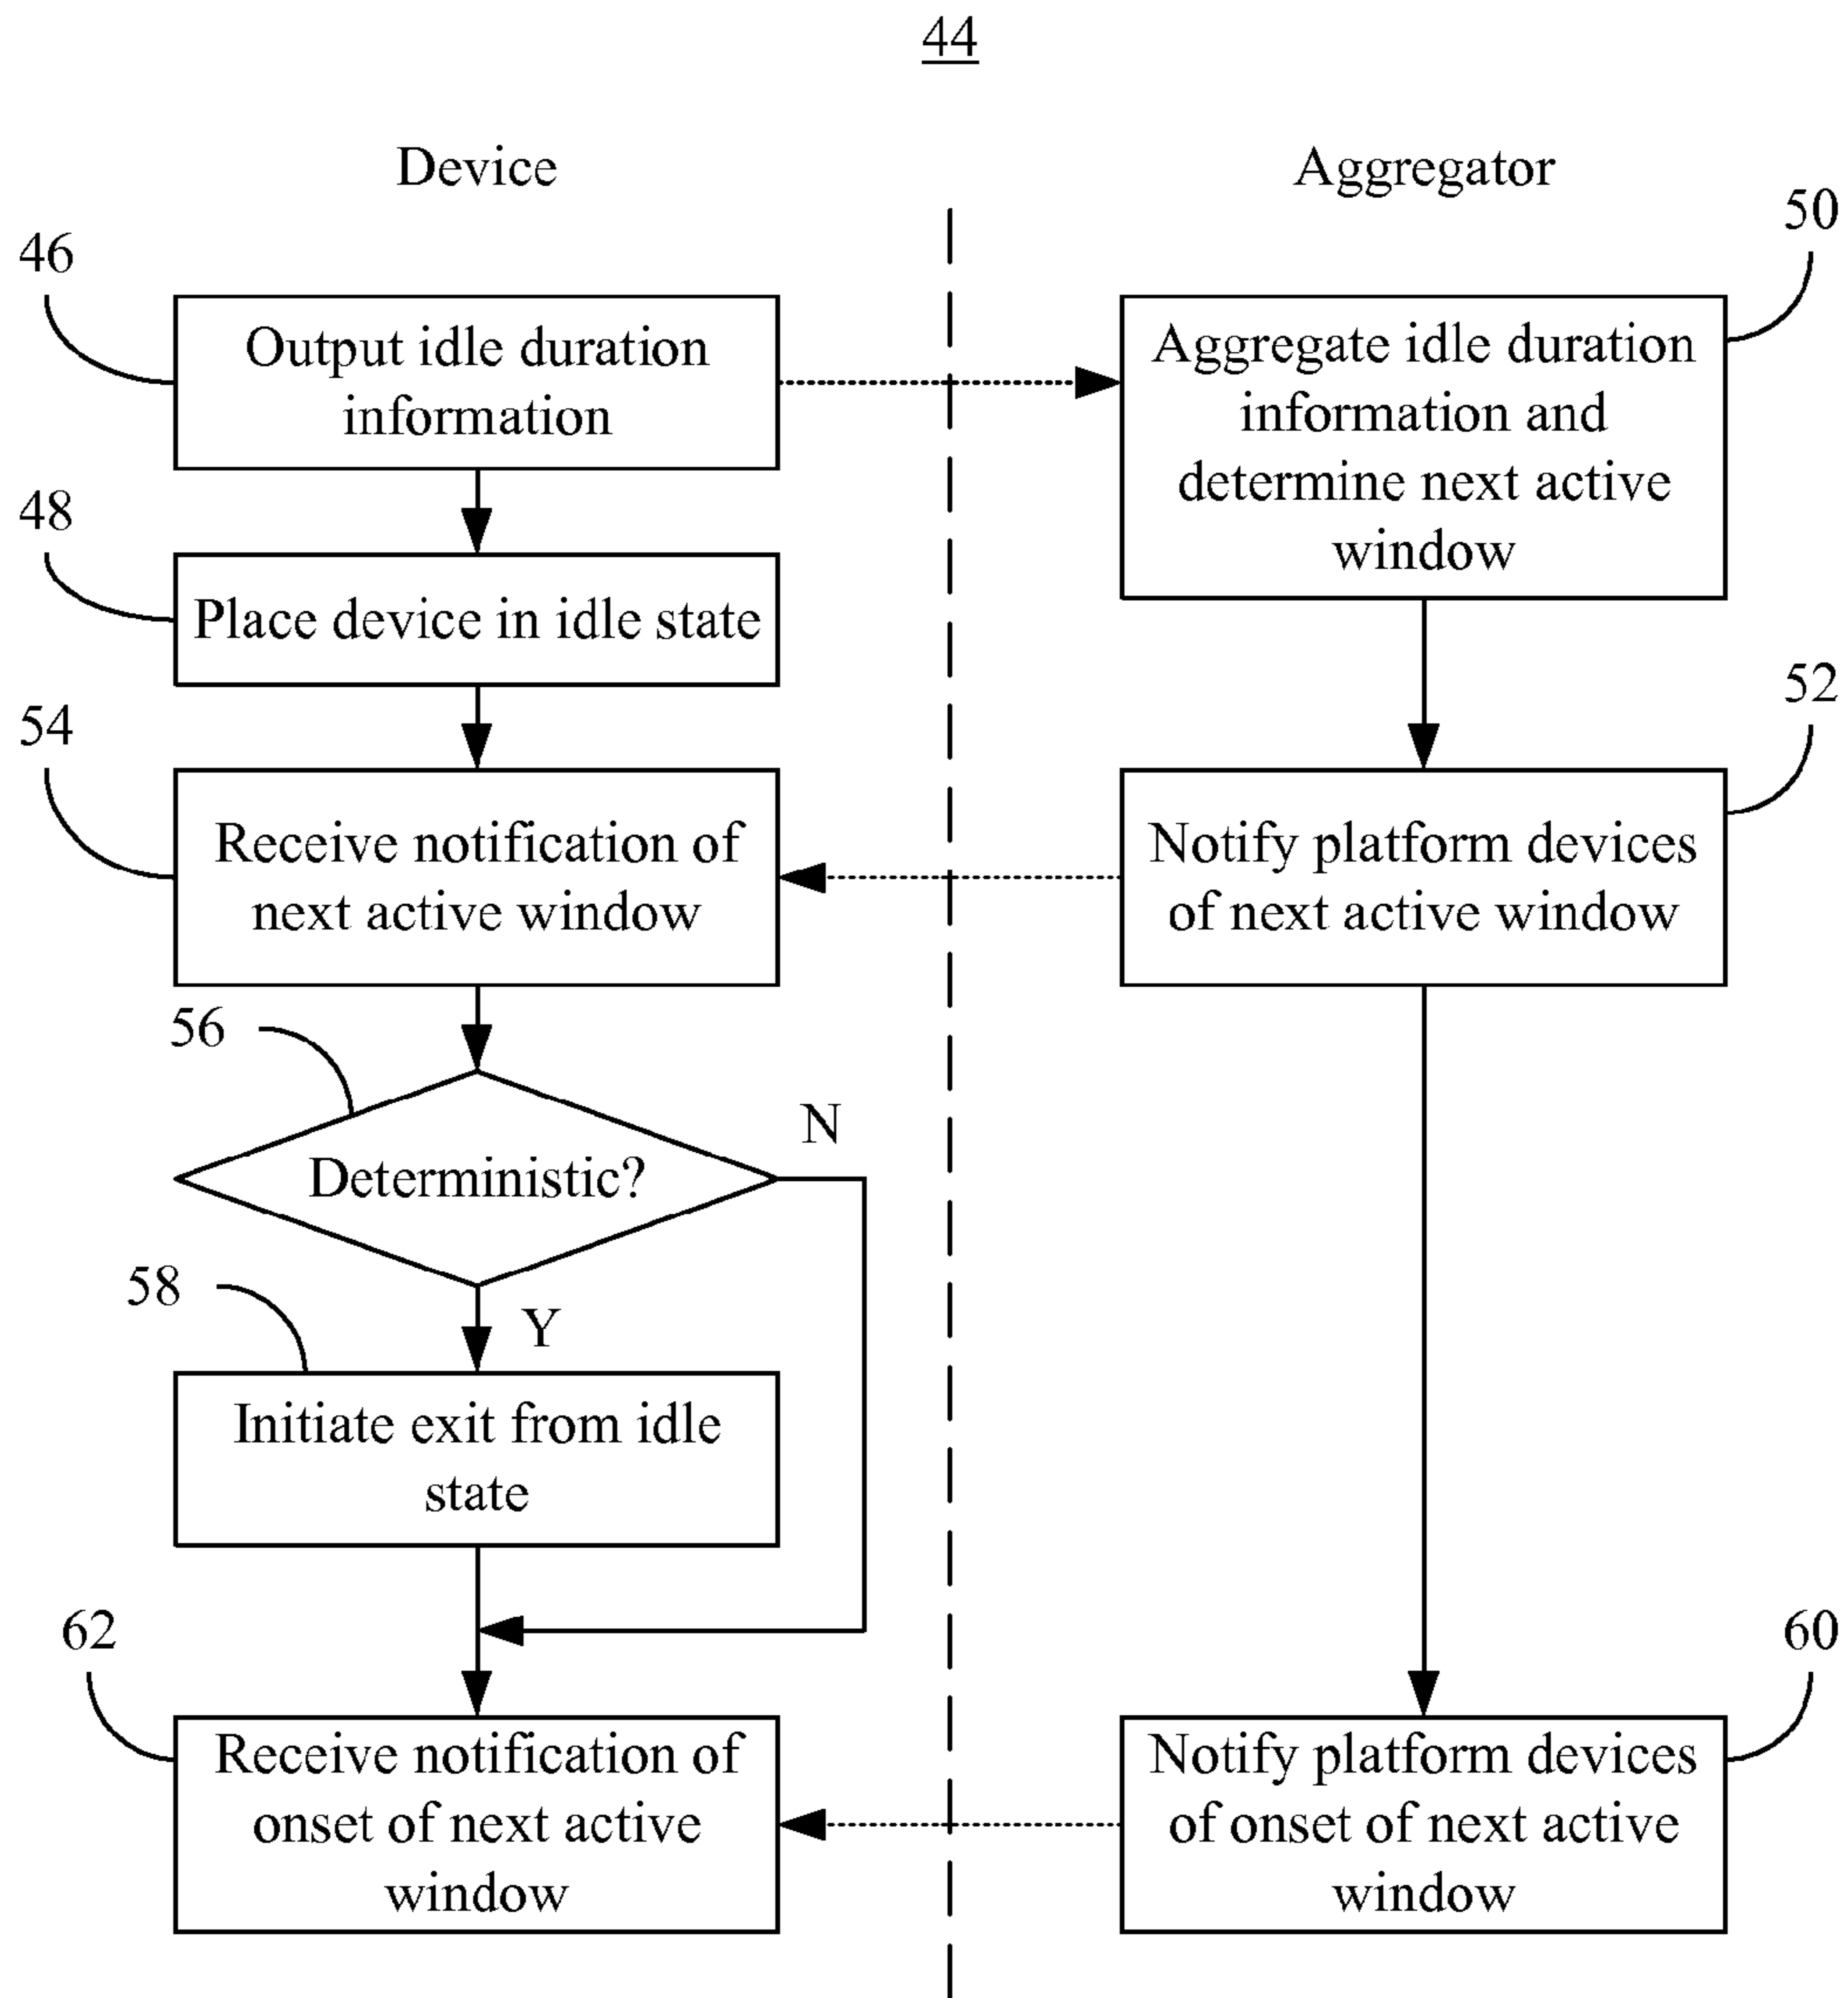 44
Device
Aggregator
46
Output idle duration
information
50
Aggregate idle duration
information and
determine next active
window
48
Place device in idle state
52
Notify platform devices
of next active window
54
Receive notification of
next active window
56
Deterministic?
N
Y
58
Initiate exit from idle
state
60
Notify platform devices
of onset of next active
window
62
Receive notification of
onset of next active
window